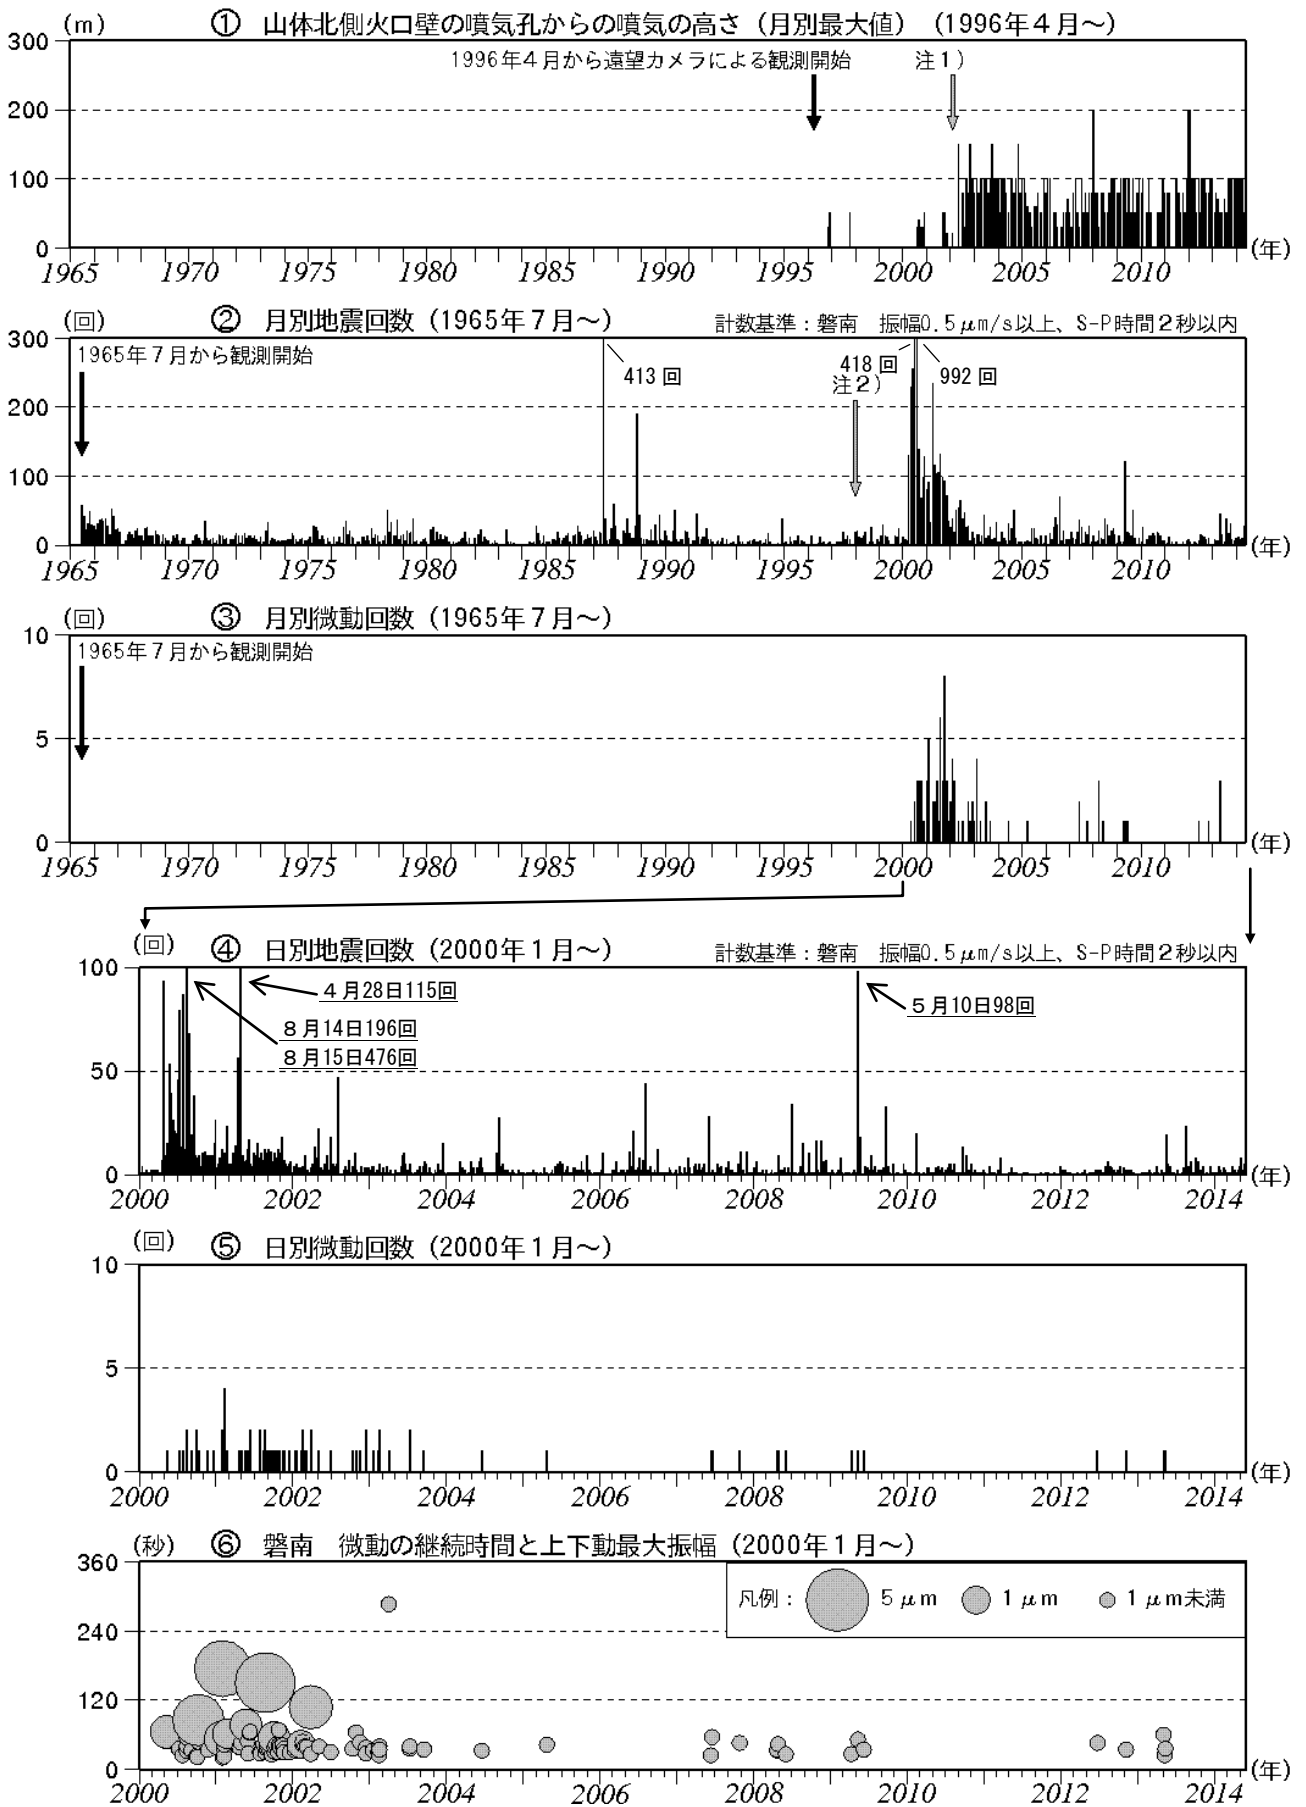 (m) ① 山体北側火口壁の噴気孔からの噴気の高さ（月別最大値）（1996年４月～）
300
1996年４月から遠望カメラによる観測開始 注１）
200
100
0
(年)
1965 1970 1975 1980 1985 1990 1995 2000 2005 2010
(回) ② 月別地震回数（1965年７月～） 計数基準：磐南　振幅0.5μm/s以上、S-P時間２秒以内
300
1965年７月から観測開始
413 回
418 回
992 回
注２）
200
100
0
(年)
1965 1970 1975 1980 1985 1990 1995 2000 2005 2010
(回) ③ 月別微動回数（1965年７月～）
10
1965年７月から観測開始
5
0
(年)
1965 1970 1975 1980 1985 1990 1995 2000 2005 2010
(回) ④ 日別地震回数（2000年１月～） 計数基準：磐南　振幅0.5μm/s以上、S-P時間２秒以内
100
４月28日115回
５月10日98回
８月14日196回
８月15日476回
50
0
(年)
2000 2002 2004 2006 2008 2010 2012 2014
(回) ⑤ 日別微動回数（2000年１月～）
10
5
0
(年)
2000 2002 2004 2006 2008 2010 2012 2014
(秒) ⑥ 磐南　微動の継続時間と上下動最大振幅（2000年１月～）
360
凡例： 5 μm 1 μm 1 μm未満
240
120
0
(年)
2000 2002 2004 2006 2008 2010 2012 2014